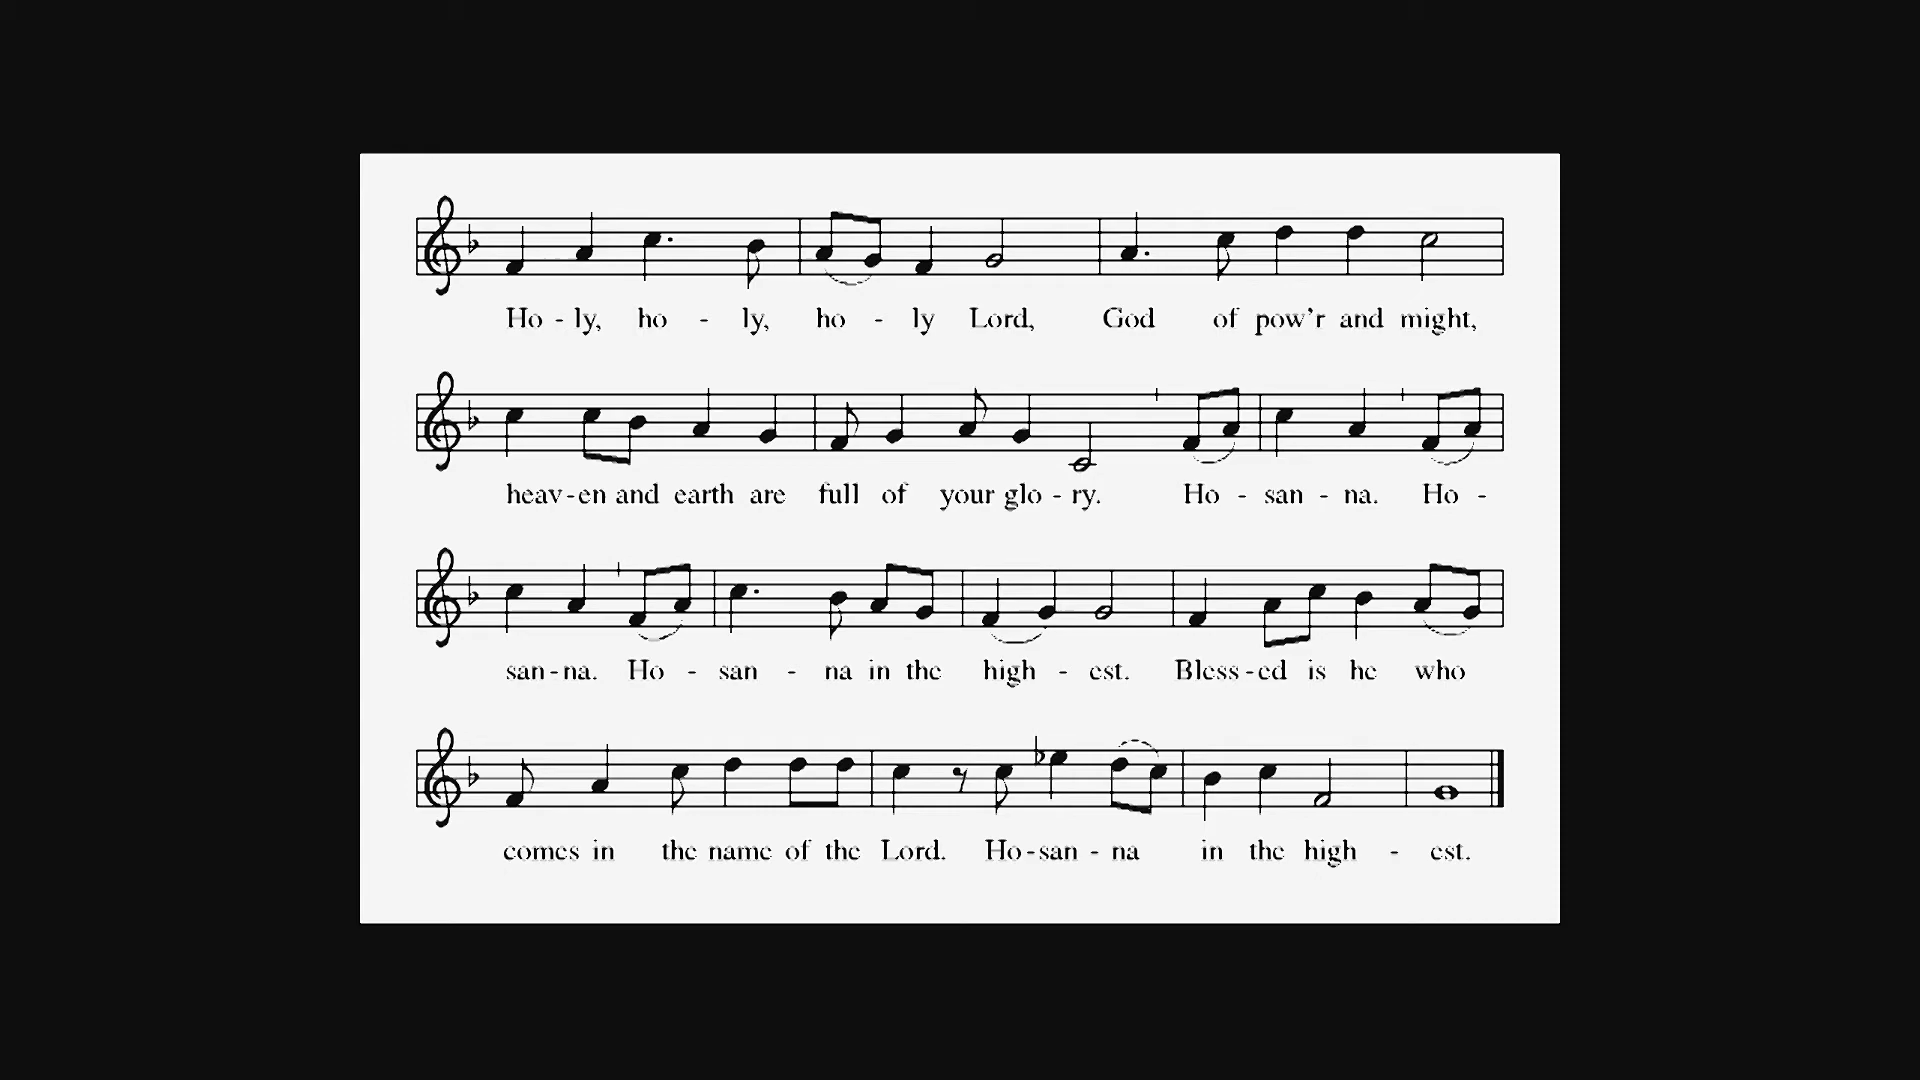 Ho - ly, ho - ly, ho - ly Lord, God of pow'r and might,
heav - en and earth are full of your glo - ry. Ho - san - na. Ho -
san - na. Ho - san - na in the high - est. Bless - ed is he who
comes in the name of the Lord. Ho - san - na in the high - est.